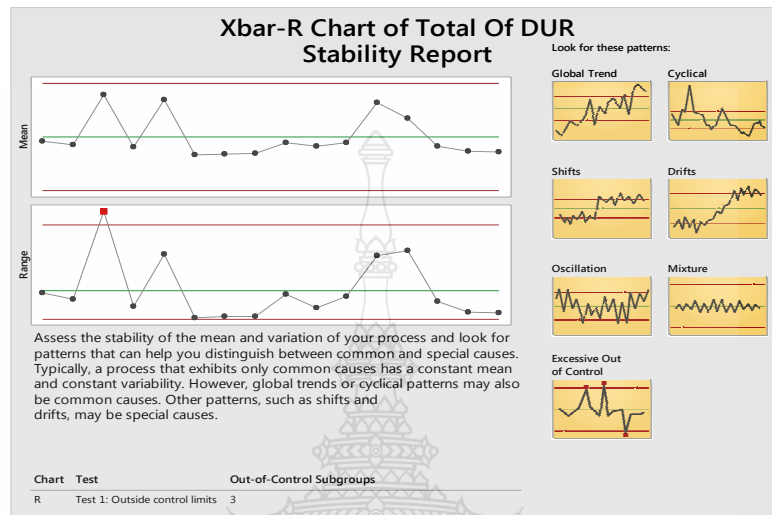 Xbar-R Chart of Total Of DUR
Stability Report
Look for these patterns:
Global Trend
Cyclical
Mean
Shifts
Drifts
Range
Oscillation
Mixture
Assess the stability of the mean and variation of your process and look for
patterns that can help you distinguish between common and special causes.
Typically, a process that exhibits only common causes has a constant mean
and constant variability. However, global trends or cyclical patterns may also
be common causes. Other patterns, such as shifts and
drifts, may be special causes.
Excessive Out
of Control
Chart Test Out-of-Control Subgroups
R Test 1: Outside control limits 3